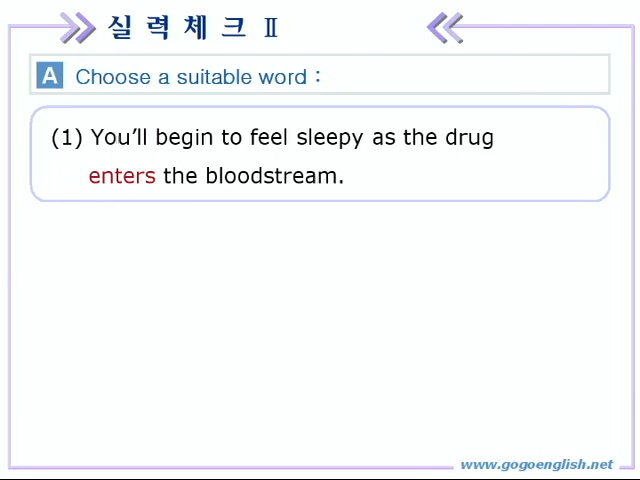 실 력 체 크 Ⅱ
A Choose a suitable word :
(1) You’ll begin to feel sleepy as the drug
enters the bloodstream.
www.gogoenglish.net